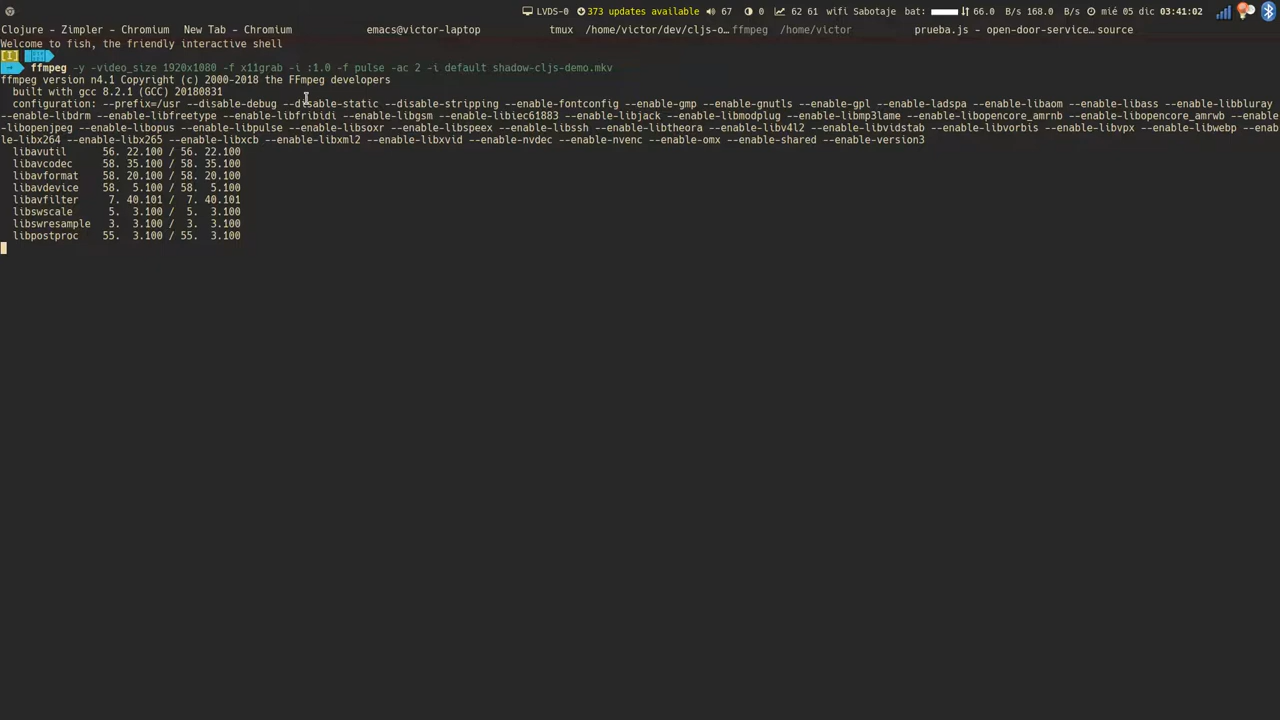 LVDS-0 373 updates available 67 0 62 61 wifi Sabotaje bat: 66.0 B/s 168.0 B/s mié 05 dic 03:41:02
Clojure - Zimpler - Chromium New Tab - Chromium emacs@victor-laptop tmux /home/victor/dev/cljs-o… ffmpeg /home/victor prueba.js - open-door-service… source
Welcome to fish, the friendly interactive shell
[I]
ffmpeg -y -video_size 1920x1080 -f x11grab -i :1.0 -f pulse -ac 2 -i default shadow-cljs-demo.mkv
ffmpeg version n4.1 Copyright (c) 2000-2018 the FFmpeg developers
built with gcc 8.2.1 (GCC) 20180831
configuration: --prefix=/usr --disable-debug --disable-static --disable-stripping --enable-fontconfig --enable-gmp --enable-gnutls --enable-gpl --enable-ladspa --enable-libaom --enable-libass --enable-libbluray
--enable-libdrm --enable-libfreetype --enable-libfribidi --enable-libgsm --enable-libiec61883 --enable-libjack --enable-libmodplug --enable-libmp3lame --enable-libopencore_amrnb --enable-libopencore_amrwb --enable
-libopenjpeg --enable-libopus --enable-libpulse --enable-libsoxr --enable-libspeex --enable-libssh --enable-libtheora --enable-libv4l2 --enable-libvidstab --enable-libvorbis --enable-libvpx --enable-libwebp --enab
le-libx264 --enable-libx265 --enable-libxcb --enable-libxml2 --enable-libxvid --enable-nvdec --enable-nvenc --enable-omx --enable-shared --enable-version3
libavutil 56. 22.100 / 56. 22.100
libavcodec 58. 35.100 / 58. 35.100
libavformat 58. 20.100 / 58. 20.100
libavdevice 58. 5.100 / 58. 5.100
libavfilter 7. 40.101 / 7. 40.101
libswscale 5. 3.100 / 5. 3.100
libswresample 3. 3.100 / 3. 3.100
libpostproc 55. 3.100 / 55. 3.100